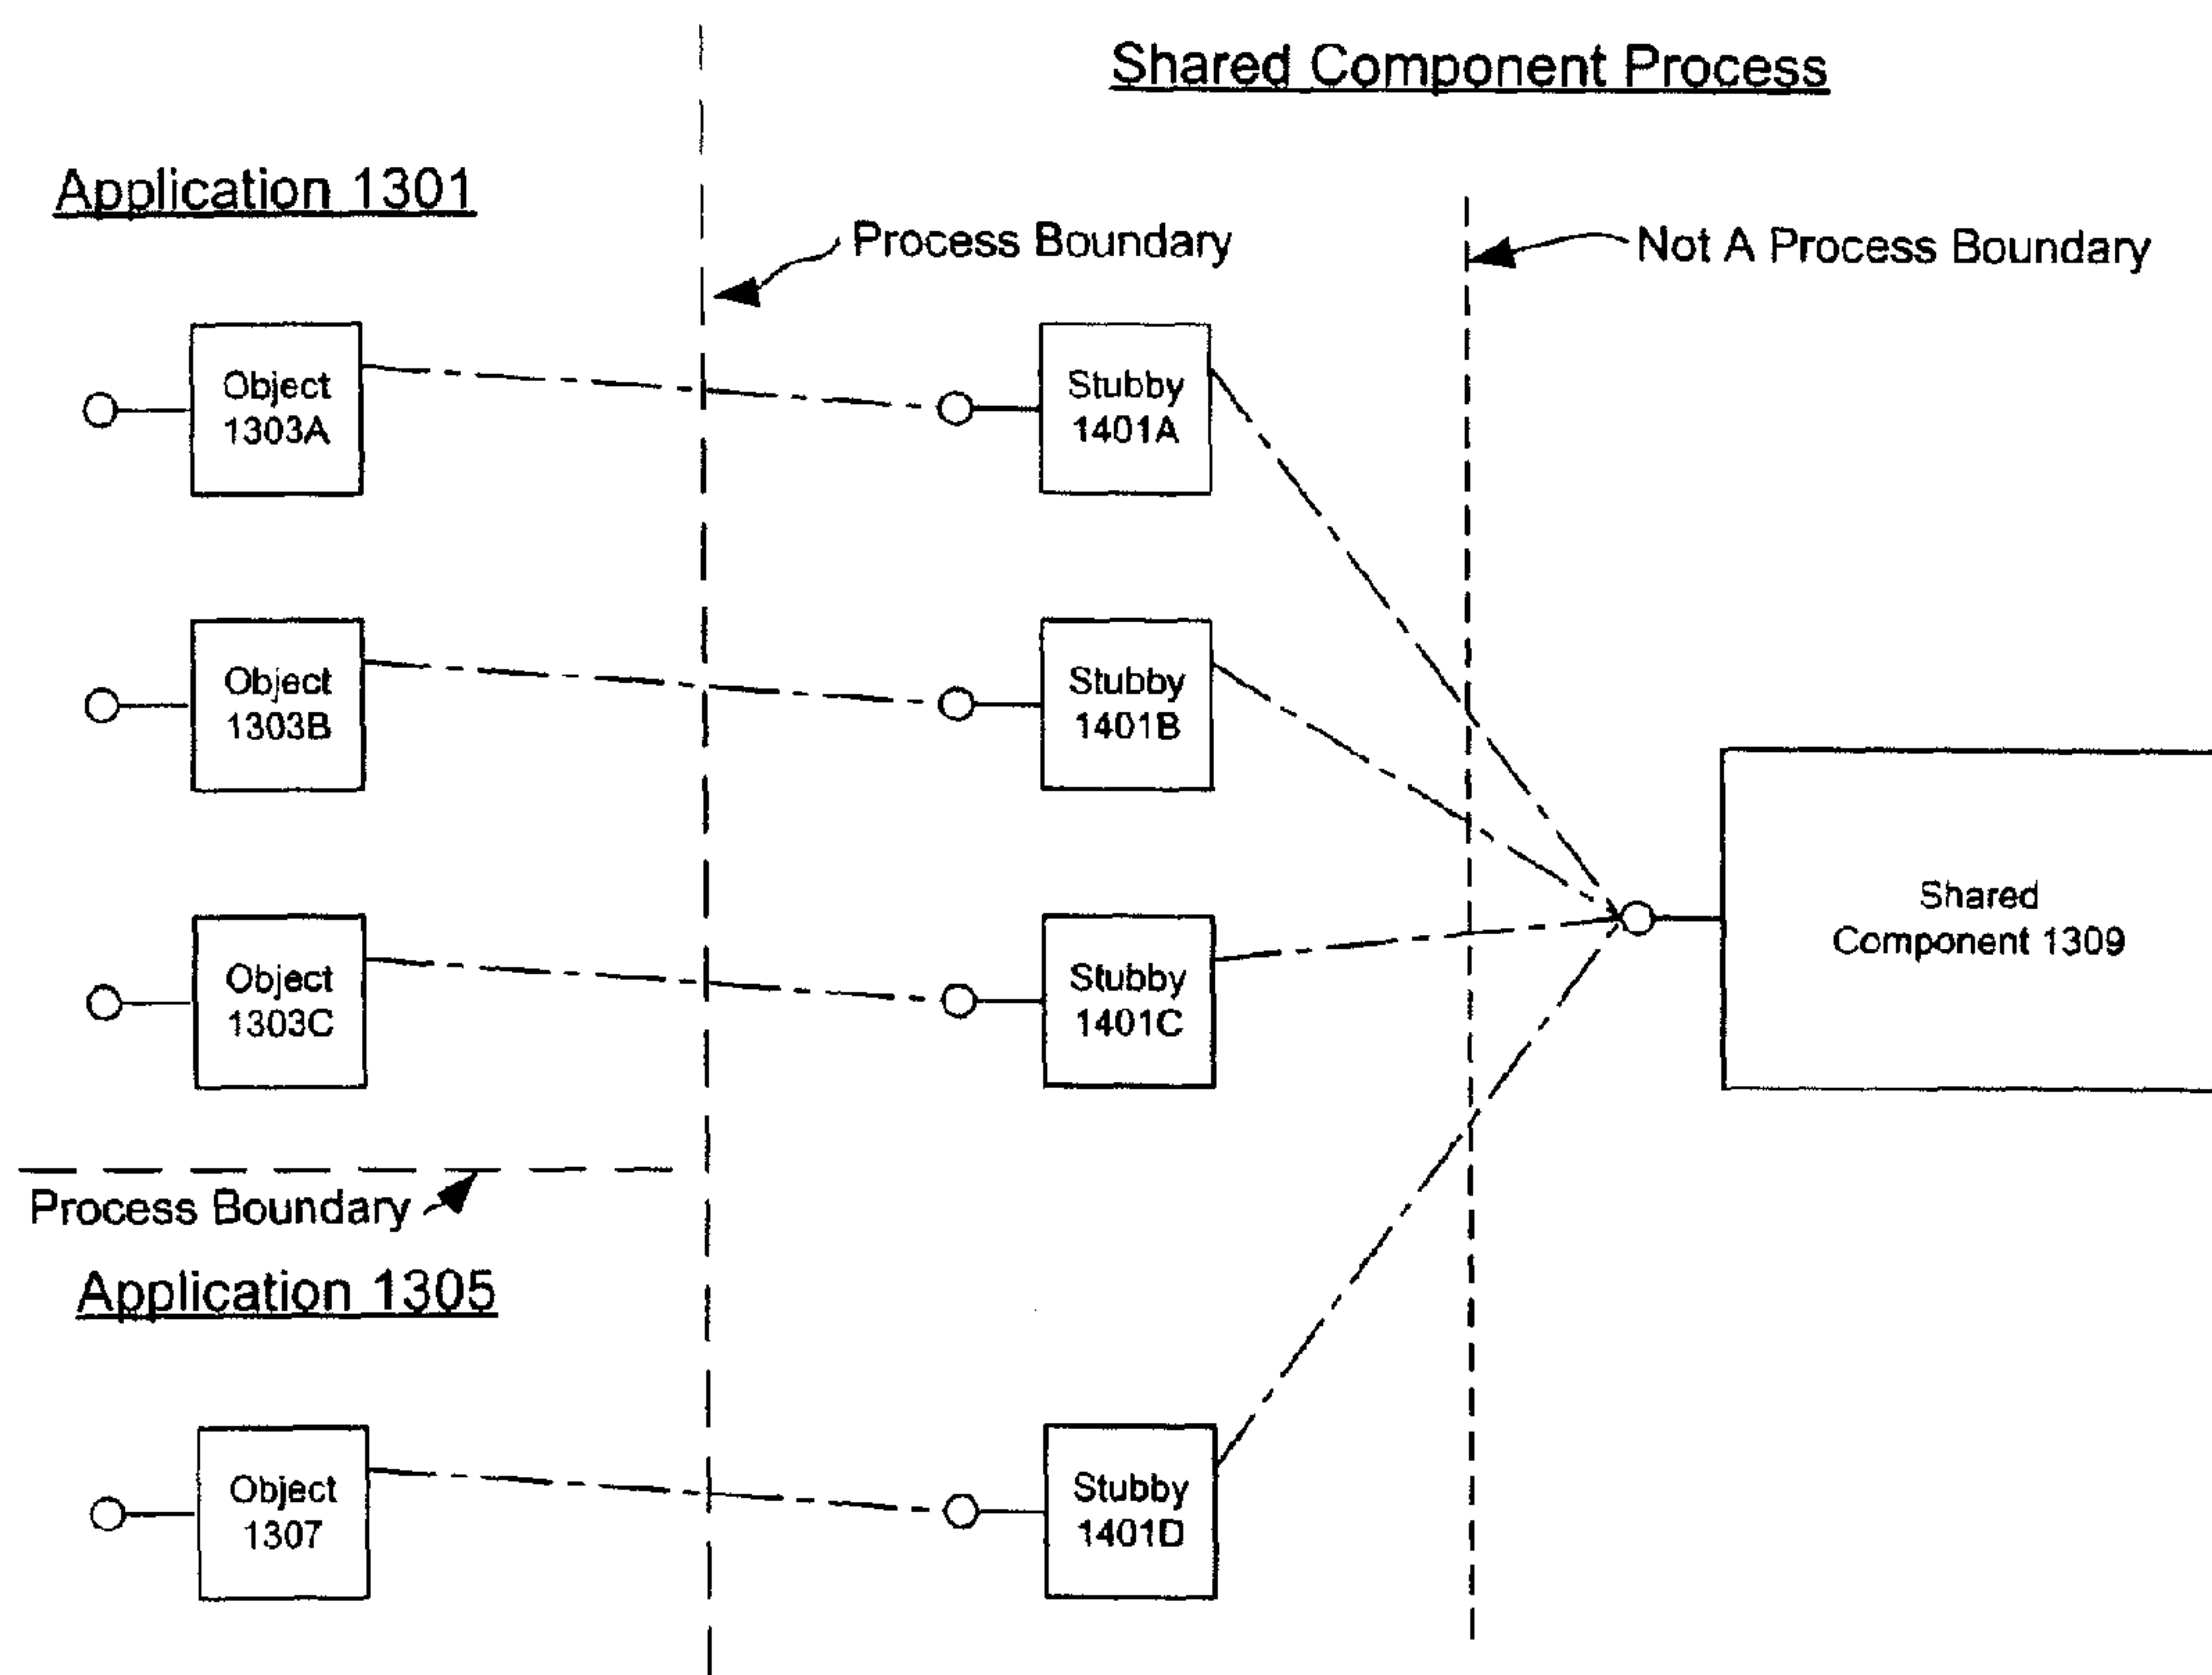 Shared Component Process
Application 1301
Process Boundary
Not A Process Boundary
Object
1303A
Stubby
1401A
Object
1303B
Stubby
1401B
Shared
Component 1309
Object
1303C
Stubby
1401C
Process Boundary
Application 1305
Object
1307
Stubby
1401D